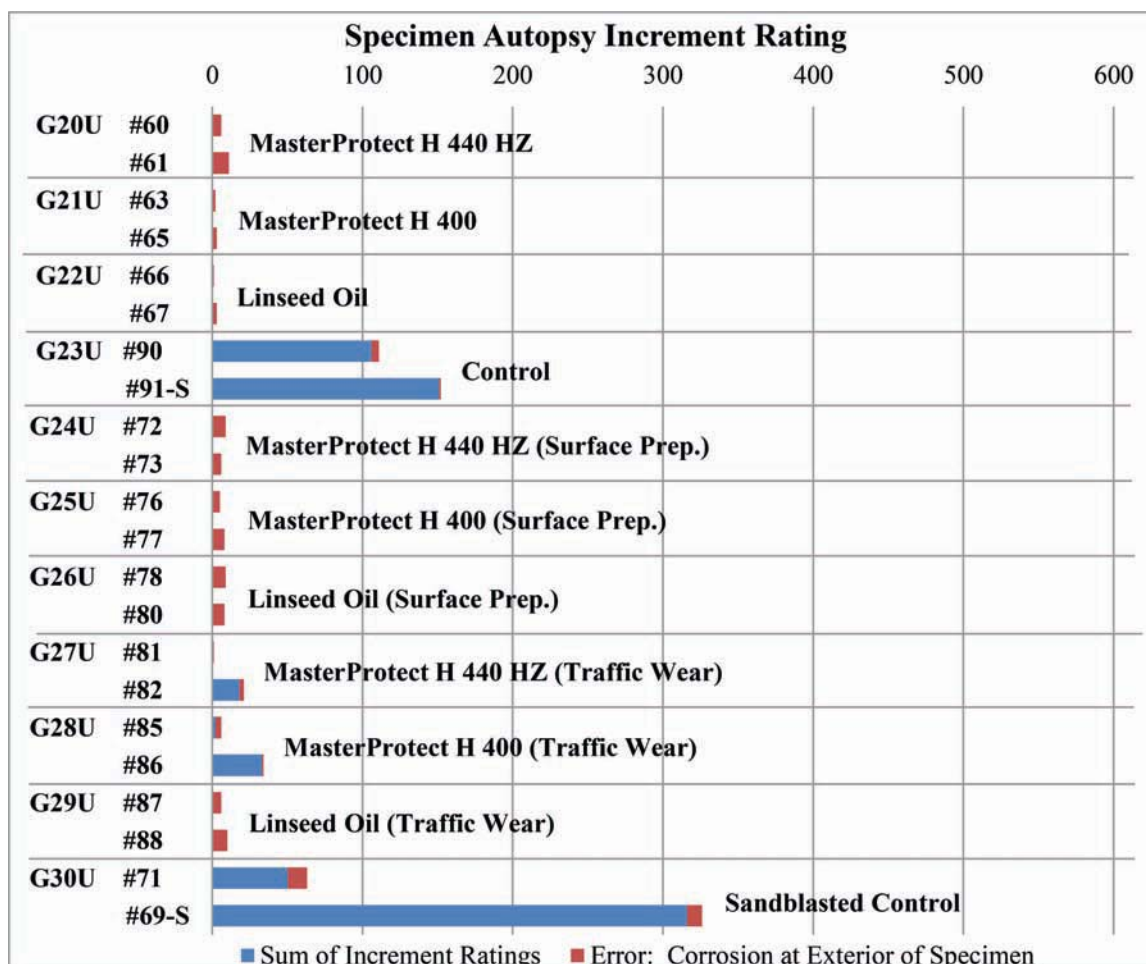 Specimen Autopsy Increment Rating
0 100 200 300 400 500 600
G20U #60
MasterProtect H 440 HZ
#61
G21U #63
MasterProtect H 400
#65
G22U #66
Linseed Oil
#67
G23U #90
Control
#91-S
G24U #72
MasterProtect H 440 HZ (Surface Prep.)
#73
G25U #76
MasterProtect H 400 (Surface Prep.)
#77
G26U #78
Linseed Oil (Surface Prep.)
#80
G27U #81
MasterProtect H 440 HZ (Traffic Wear)
#82
G28U #85
MasterProtect H 400 (Traffic Wear)
#86
G29U #87
Linseed Oil (Traffic Wear)
#88
G30U #71
Sandblasted Control
#69-S
Sum of Increment Ratings Error: Corrosion at Exterior of Specimen